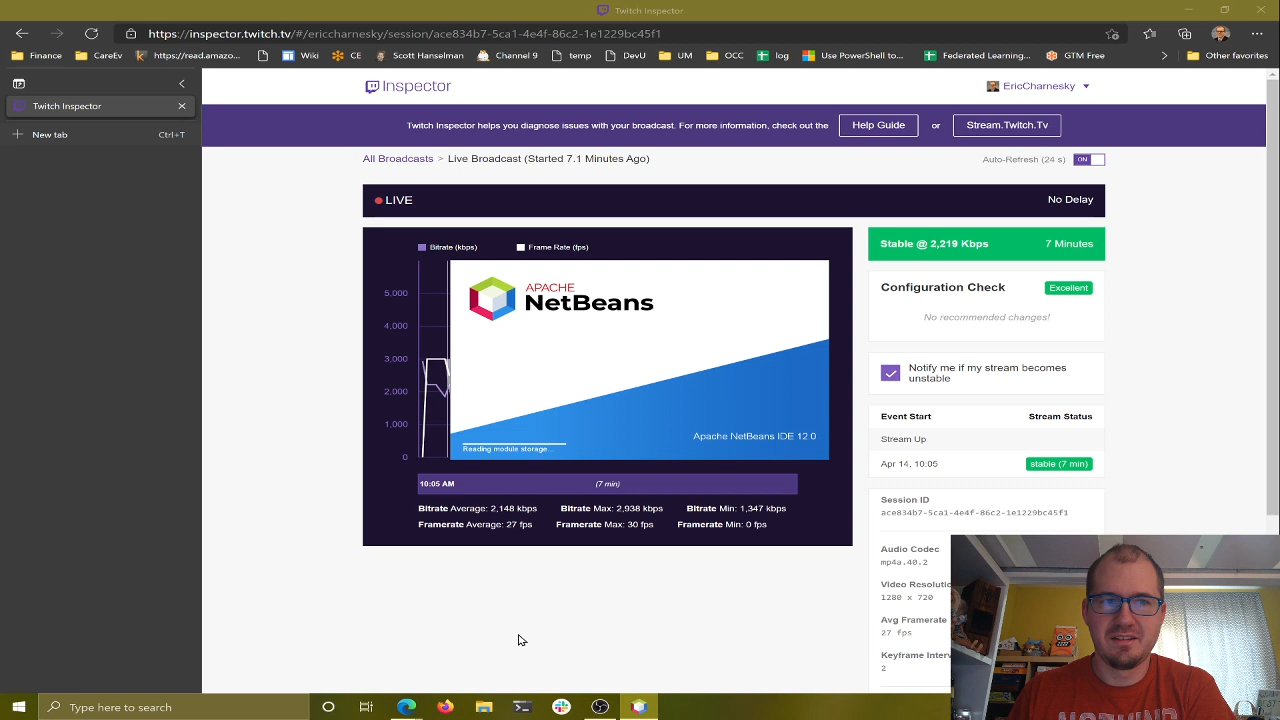 Twitch Inspector
https://inspector.twitch.tv/#/ericcharnesky/session/ace834b7-5ca1-4e4f-86c2-1e1229bc45f1
Finance
CareEv
https://read.amazo...
Wiki
CE
Scott Hanselman
Channel 9
temp
DevU
UM
OCC
log
Use PowerShell to...
Federated Learning...
GTM Free
Other favorites
Twitch Inspector
New tab Ctrl+T
Inspector
EricCharnesky
Twitch Inspector helps you diagnose issues with your broadcast. For more information, check out the Help Guide or Stream.Twitch.Tv
All Broadcasts > Live Broadcast (Started 7.1 Minutes Ago)
Auto-Refresh (24 s) ON
LIVE
No Delay
Bitrate (kbps) Frame Rate (fps)
5,000
4,000
3,000
2,000
1,000
0
APACHE
NetBeans
Apache NetBeans IDE 12.0
Reading module storage...
10:05 AM (7 min)
Bitrate Average: 2,148 kbps Bitrate Max: 2,938 kbps Bitrate Min: 1,347 kbps
Framerate Average: 27 fps Framerate Max: 30 fps Framerate Min: 0 fps
Stable @ 2,219 Kbps 7 Minutes
Configuration Check Excellent
No recommended changes!
Notify me if my stream becomes
unstable
Event Start Stream Status
Stream Up
Apr 14, 10:05 stable (7 min)
Session ID
ace834b7-5ca1-4e4f-86c2-1e1229bc45f1
Audio Codec
mp4a.40.2
Video Resolutio
1280 x 720
Avg Framerate
27 fps
Keyframe Interv
2
Type here to search